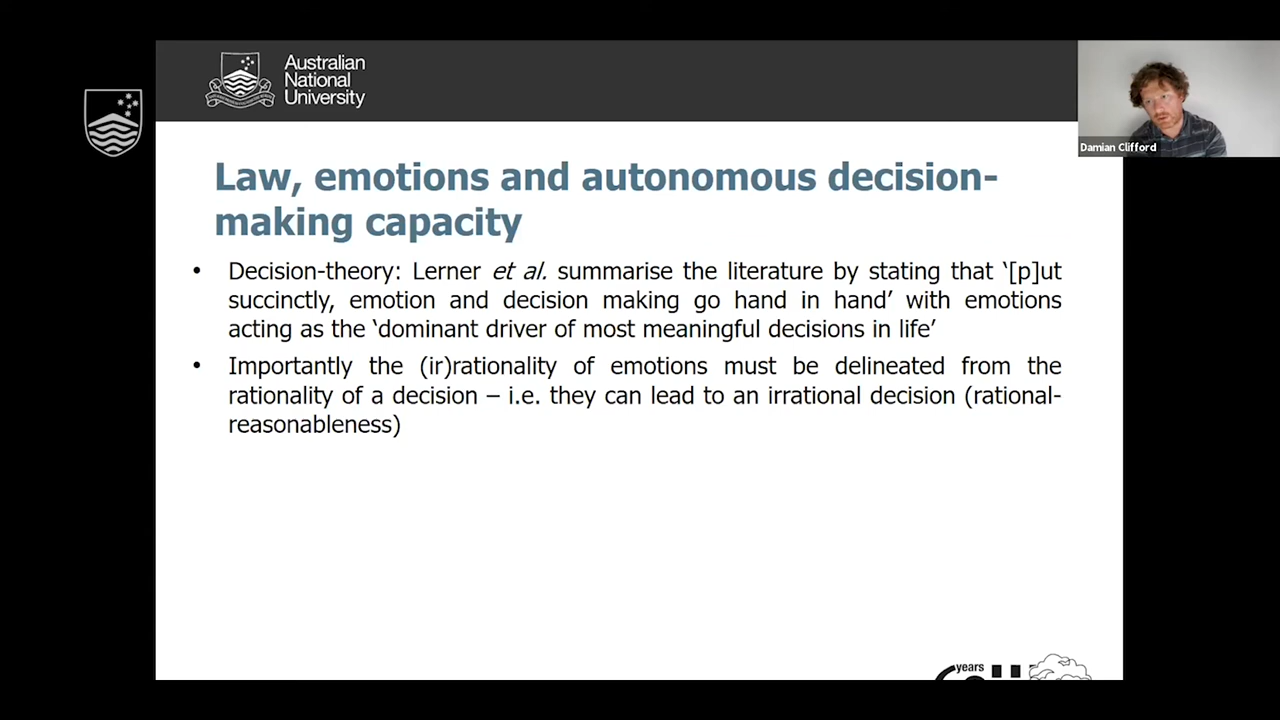 Australian
National
University
Damian Clifford
Law, emotions and autonomous decision-
making capacity
• Decision-theory: Lerner et al. summarise the literature by stating that ‘[p]ut
succinctly, emotion and decision making go hand in hand’ with emotions
acting as the ‘dominant driver of most meaningful decisions in life’
• Importantly the (ir)rationality of emotions must be delineated from the
rationality of a decision – i.e. they can lead to an irrational decision (rational-
reasonableness)
years